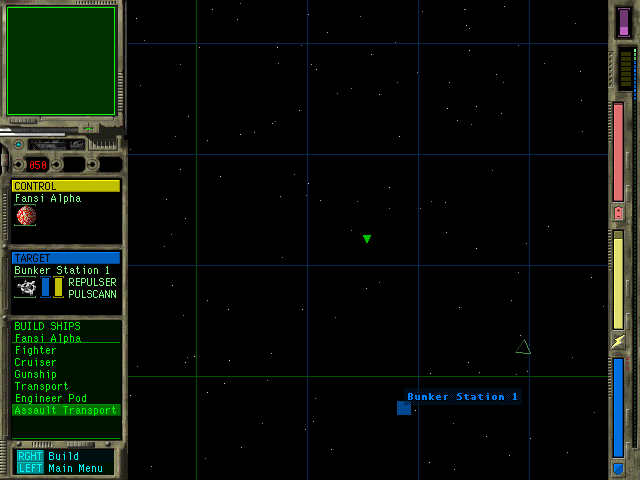 050
CONTROL
Fansi Alpha
TARGET
Bunker Station 1
REPULSER
PULSCANN
BUILD SHIPS
Fansi Alpha
Fighter
Cruiser
Gunship
Transport
Engineer Pod
Assault Transport
RGHT Build
LEFT Main Menu
Bunker Station 1